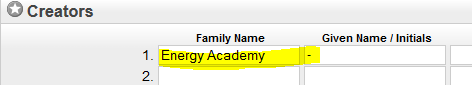 Creators
Family Name Given Name / Initials
1. Energy Academy -
2.